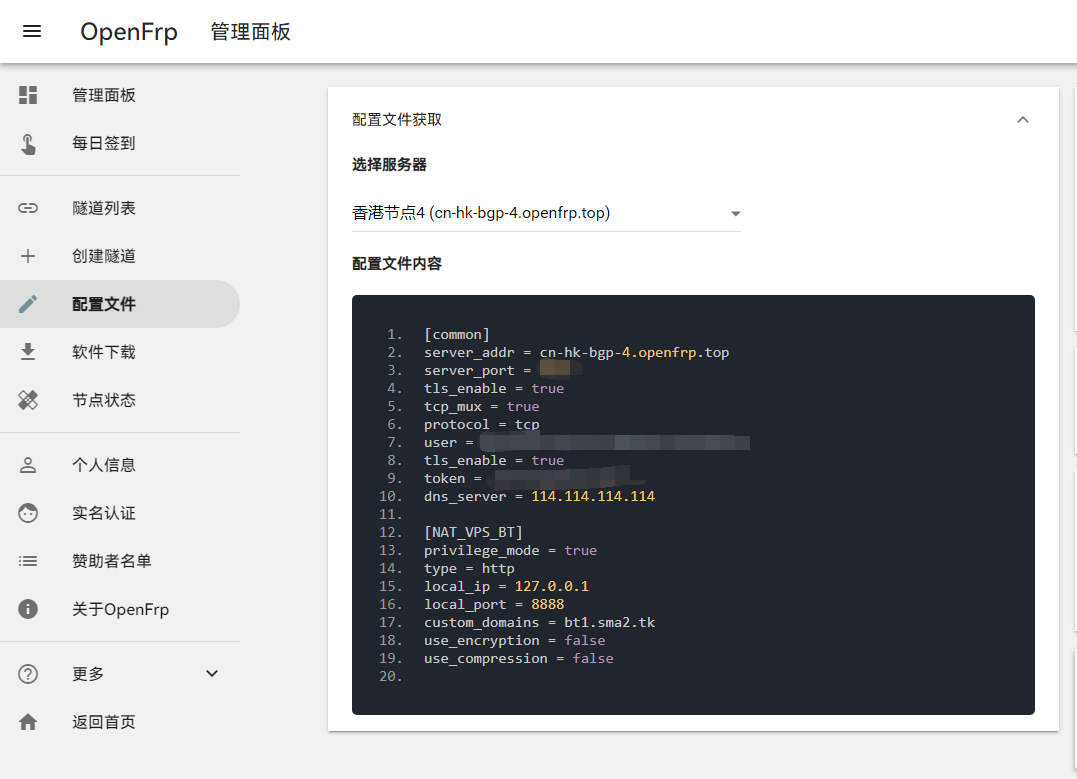 OpenFrp 管理面板
管理面板
每日签到
隧道列表
创建隧道
配置文件
软件下载
节点状态
个人信息
实名认证
赞助者名单
关于OpenFrp
更多
返回首页
配置文件获取
选择服务器
香港节点4 (cn-hk-bgp-4.openfrp.top)
配置文件内容
1. [common]
2. server_addr = cn-hk-bgp-4.openfrp.top
3. server_port =
4. tls_enable = true
5. tcp_mux = true
6. protocol = tcp
7. user =
8. tls_enable = true
9. token =
10. dns_server = 114.114.114.114
11.
12. [NAT_VPS_BT]
13. privilege_mode = true
14. type = http
15. local_ip = 127.0.0.1
16. local_port = 8888
17. custom_domains = bt1.sma2.tk
18. use_encryption = false
19. use_compression = false
20.